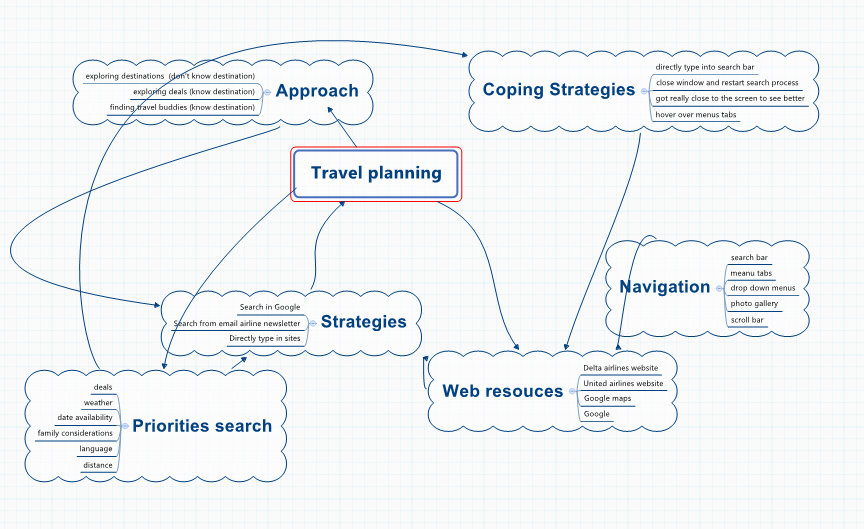 exploring destinations (don't know destination)
exploring deals (know destination)
finding travel buddies (know destination)
Approach
Coping Strategies
directly type into search bar
close window and restart search process
got really close to the screen to see better
hover over menus tabs
Travel planning
Navigation
search bar
meanu tabs
drop down menus
photo gallery
scroll bar
Search in Google
Search from email airline newsletter
Directly type in sites
Strategies
Web resouces
Delta airlines website
United airlines website
Google maps
Google
deals
weather
date availability
family considerations
language
distance
Priorities search